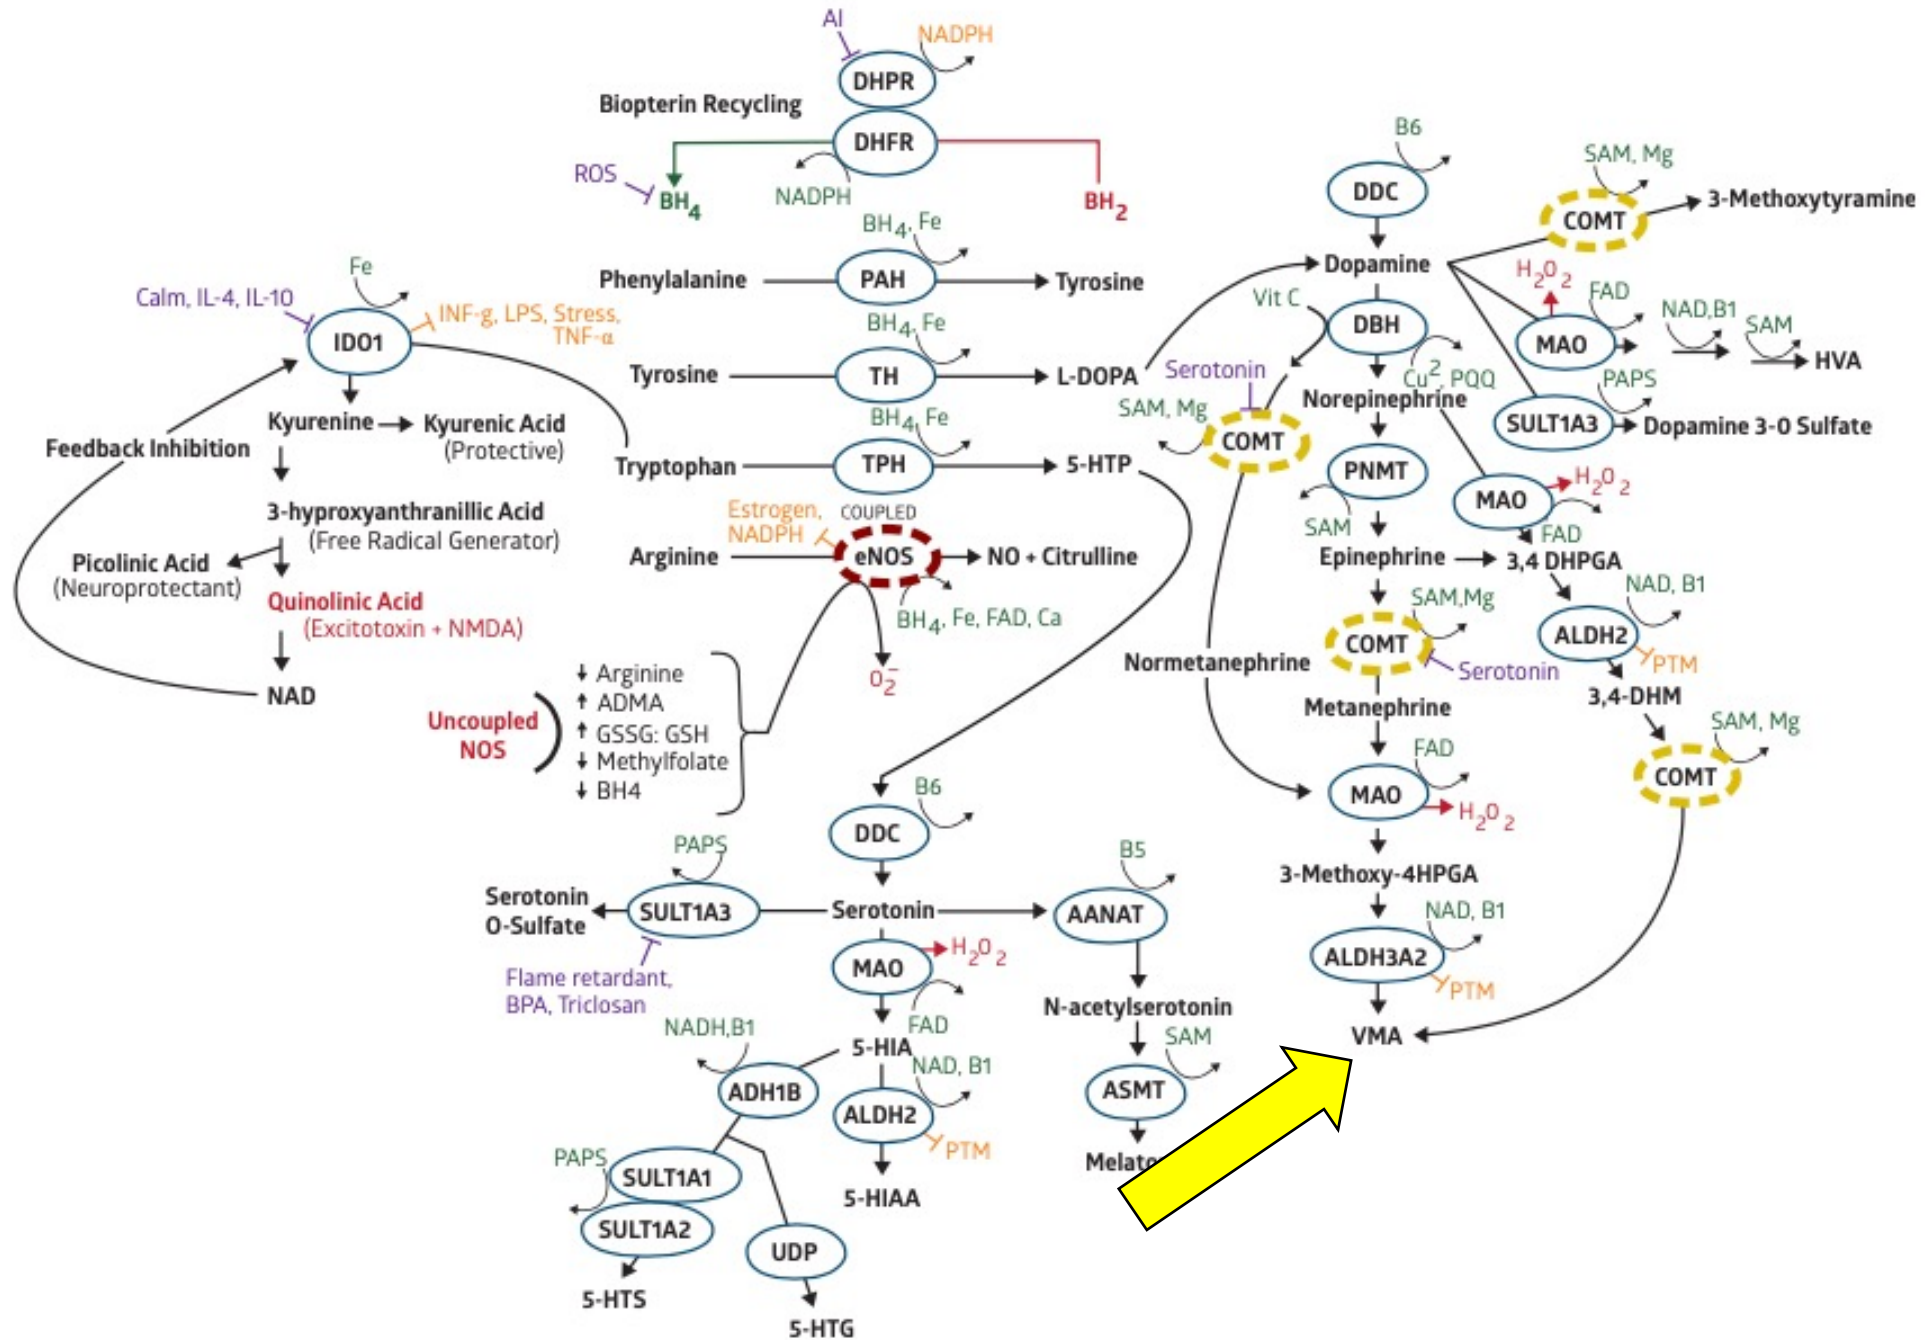 AI
NADPH
DHPR
Biopterin Recycling
DHFR
ROS
BH4
NADPH
BH2
BH4, Fe
Phenylalanine
PAH
Tyrosine
BH4, Fe
Tyrosine
TH
L-DOPA
BH4, Fe
Tryptophan
TPH
5-HTP
Estrogen,
NADPH
COUPLED
Arginine
eNOS
NO + Citrulline
BH4, Fe, FAD, Ca
O2-
Fe
Calm, IL-4, IL-10
INF-g, LPS, Stress,
TNF-α
IDO1
Kyurenine
Kyurenic Acid
(Protective)
Feedback Inhibition
3-hyproxyanthranillic Acid
(Free Radical Generator)
Picolinic Acid
(Neuroprotectant)
Quinolinic Acid
(Excitotoxin + NMDA)
NAD
Uncoupled
NOS
Arginine
ADMA
GSSG: GSH
Methylfolate
BH4
B6
DDC
PAPS
Serotonin
O-Sulfate
SULT1A3
Serotonin
B5
AANAT
Flame retardant,
BPA, Triclosan
MAO
H2O2
FAD
N-acetylserotonin
NADH,B1
5-HIA
NAD, B1
SAM
ADH1B
ALDH2
PTM
ASMT
PAPS
SULT1A1
SULT1A2
UDP
5-HIAA
5-HTS
5-HTG
B6
DDC
SAM, Mg
COMT
3-Methoxytyramine
Dopamine
H2O2
FAD
NAD,B1
SAM
MAO
HVA
Vit C
DBH
Cu2, PQQ
PAPS
SULT1A3
Dopamine 3-O Sulfate
Serotonin
SAM, Mg
COMT
Norepinephrine
PNMT
SAM
MAO
H2O2
FAD
Epinephrine
3,4 DHPGA
SAM,Mg
COMT
Serotonin
NAD, B1
ALDH2
PTM
Normetanephrine
Metanephrine
3,4-DHM
SAM, Mg
COMT
FAD
MAO
H2O2
3-Methoxy-4HPGA
NAD, B1
ALDH3A2
PTM
VMA